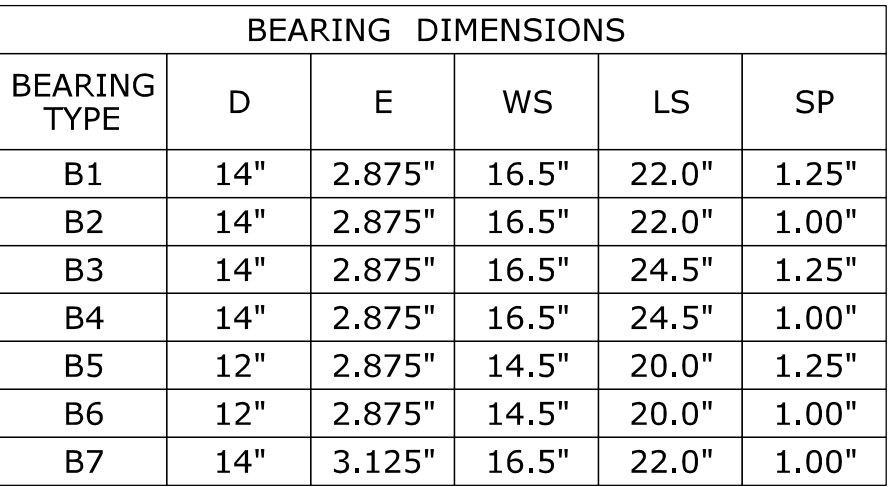 BEARING DIMENSIONS
BEARING TYPE D E WS LS SP
B1 14" 2.875" 16.5" 22.0" 1.25"
B2 14" 2.875" 16.5" 22.0" 1.00"
B3 14" 2.875" 16.5" 24.5" 1.25"
B4 14" 2.875" 16.5" 24.5" 1.00"
B5 12" 2.875" 14.5" 20.0" 1.25"
B6 12" 2.875" 14.5" 20.0" 1.00"
B7 14" 3.125" 16.5" 22.0" 1.00"